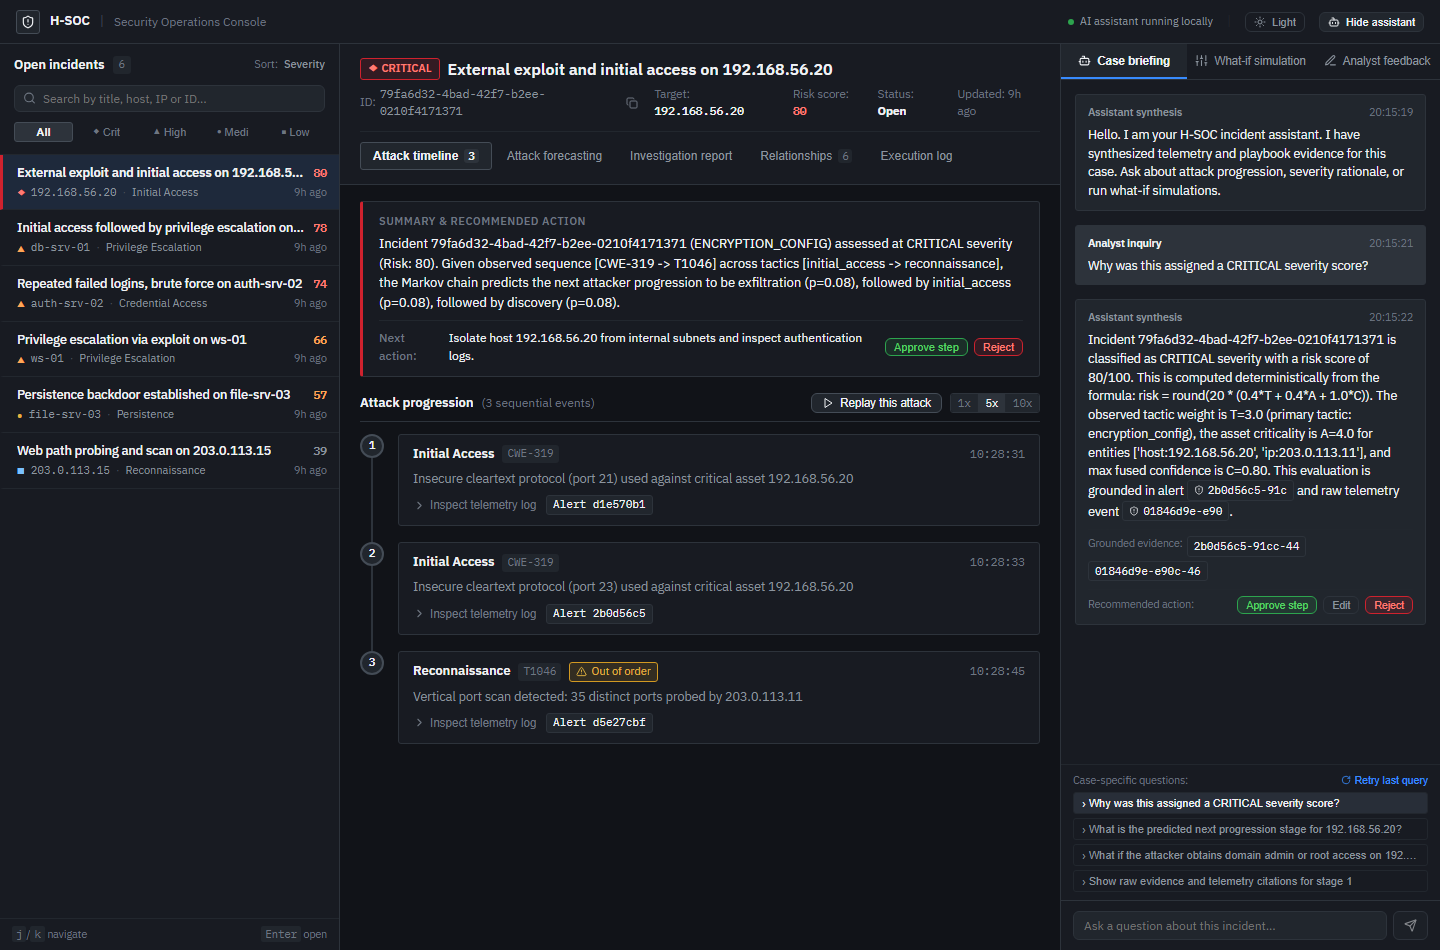 H-SOC | Security Operations Console
AI assistant running locally
Light
Hide assistant
Open incidents 6
Sort: Severity
Search by title, host, IP or ID...
All
Crit
High
Medi
Low
External exploit and initial access on 192.168.5... 80
192.168.56.20 · Initial Access 9h ago
Initial access followed by privilege escalation on... 78
db-srv-01 · Privilege Escalation 9h ago
Repeated failed logins, brute force on auth-srv-02 74
auth-srv-02 · Credential Access 9h ago
Privilege escalation via exploit on ws-01 66
ws-01 · Privilege Escalation 9h ago
Persistence backdoor established on file-srv-03 57
file-srv-03 · Persistence 9h ago
Web path probing and scan on 203.0.113.15 39
203.0.113.15 · Reconnaissance 9h ago
j / k navigate
Enter open
CRITICAL External exploit and initial access on 192.168.56.20
ID: 79fa6d32-4bad-42f7-b2ee-
0210f4171371
Target:
192.168.56.20
Risk score:
80
Status:
Open
Updated: 9h
ago
Attack timeline 3
Attack forecasting
Investigation report
Relationships 6
Execution log
SUMMARY & RECOMMENDED ACTION
Incident 79fa6d32-4bad-42f7-b2ee-0210f4171371 (ENCRYPTION_CONFIG) assessed at CRITICAL severity
(Risk: 80). Given observed sequence [CWE-319 -> T1046] across tactics [initial_access -> reconnaissance],
the Markov chain predicts the next attacker progression to be exfiltration (p=0.08), followed by initial_access
(p=0.08), followed by discovery (p=0.08).
Next
action:
Isolate host 192.168.56.20 from internal subnets and inspect authentication
logs.
Approve step
Reject
Attack progression (3 sequential events)
Replay this attack
1x 5x 10x
1
Initial Access CWE-319 10:28:31
Insecure cleartext protocol (port 21) used against critical asset 192.168.56.20
Inspect telemetry log Alert d1e570b1
2
Initial Access CWE-319 10:28:33
Insecure cleartext protocol (port 23) used against critical asset 192.168.56.20
Inspect telemetry log Alert 2b0d56c5
3
Reconnaissance T1046 Out of order 10:28:45
Vertical port scan detected: 35 distinct ports probed by 203.0.113.11
Inspect telemetry log Alert d5e27cbf
Case briefing
What-if simulation
Analyst feedback
Assistant synthesis 20:15:19
Hello. I am your H-SOC incident assistant. I have
synthesized telemetry and playbook evidence for this
case. Ask about attack progression, severity rationale, or
run what-if simulations.
Analyst inquiry 20:15:21
Why was this assigned a CRITICAL severity score?
Assistant synthesis 20:15:22
Incident 79fa6d32-4bad-42f7-b2ee-0210f4171371 is
classified as CRITICAL severity with a risk score of
80/100. This is computed deterministically from the
formula: risk = round(20 * (0.4*T + 0.4*A + 1.0*C)). The
observed tactic weight is T=3.0 (primary tactic:
encryption_config), the asset criticality is A=4.0 for
entities ['host:192.168.56.20', 'ip:203.0.113.11'], and
max fused confidence is C=0.80. This evaluation is
grounded in alert 2b0d56c5-91c and raw telemetry
event 01846d9e-e90 .
Grounded evidence: 2b0d56c5-91cc-44
01846d9e-e90c-46
Recommended action:
Approve step
Edit
Reject
Case-specific questions:
Retry last query
› Why was this assigned a CRITICAL severity score?
› What is the predicted next progression stage for 192.168.56.20?
› What if the attacker obtains domain admin or root access on 192....
› Show raw evidence and telemetry citations for stage 1
Ask a question about this incident...